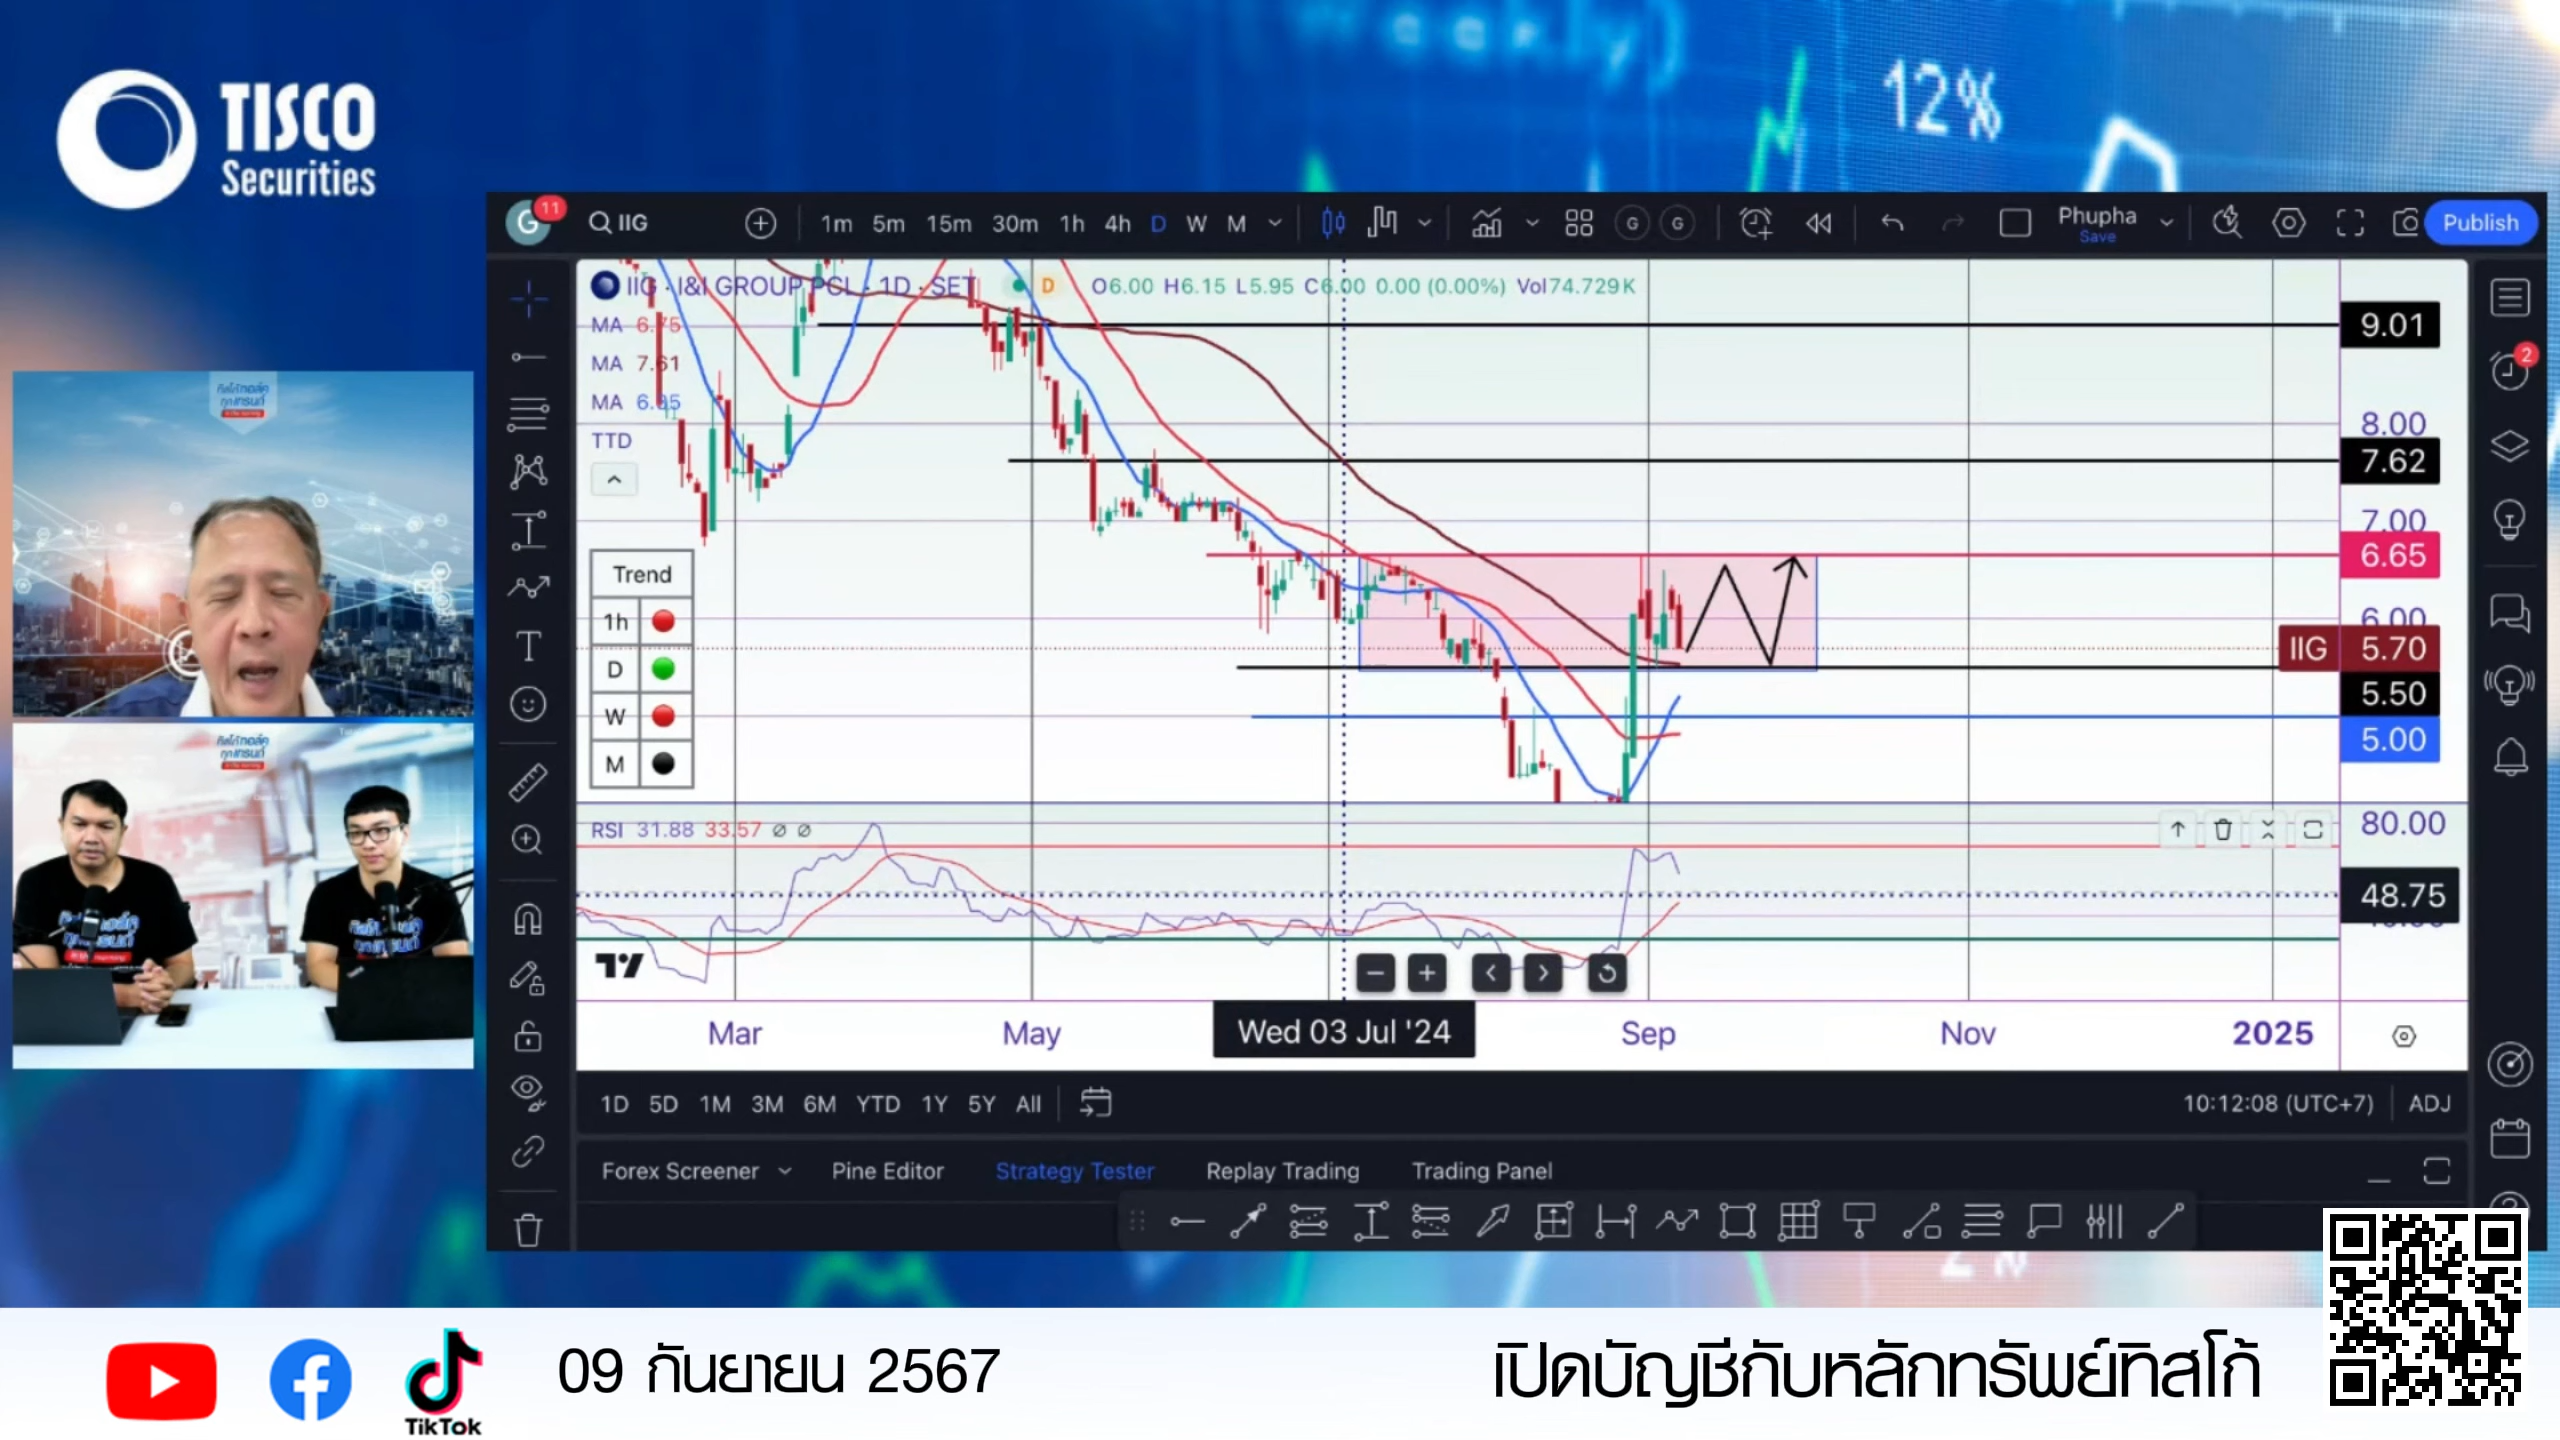 TISCO
Securities
12%
G 11 IIG 1m 5m 15m 30m 1h 4h D W M G G Phupha Save Publish
IIG · I&I GROUP PCL · 1D · SET D O6.00 H6.15 L5.95 C6.00 0.00 (0.00%) Vol74.729K
MA 6.75
MA 7.61
MA
TTD
Trend
1h
D
W
M
9.01
8.00
7.62
7.00
6.65
6.00
IIG 5.70
5.50
5.00
2
RSI 31.88 33.57 ∅ ∅
80.00
48.75
Mar May Wed 03 Jul '24 Sep Nov 2025
1D 5D 1M 3M 6M YTD 1Y 5Y All 10:12:08 (UTC+7) ADJ
Forex Screener Pine Editor Strategy Tester Replay Trading Trading Panel
TikTok
09 กันยายน 2567
เปิดบัญชีกับหลักทรัพย์ทิสโก้